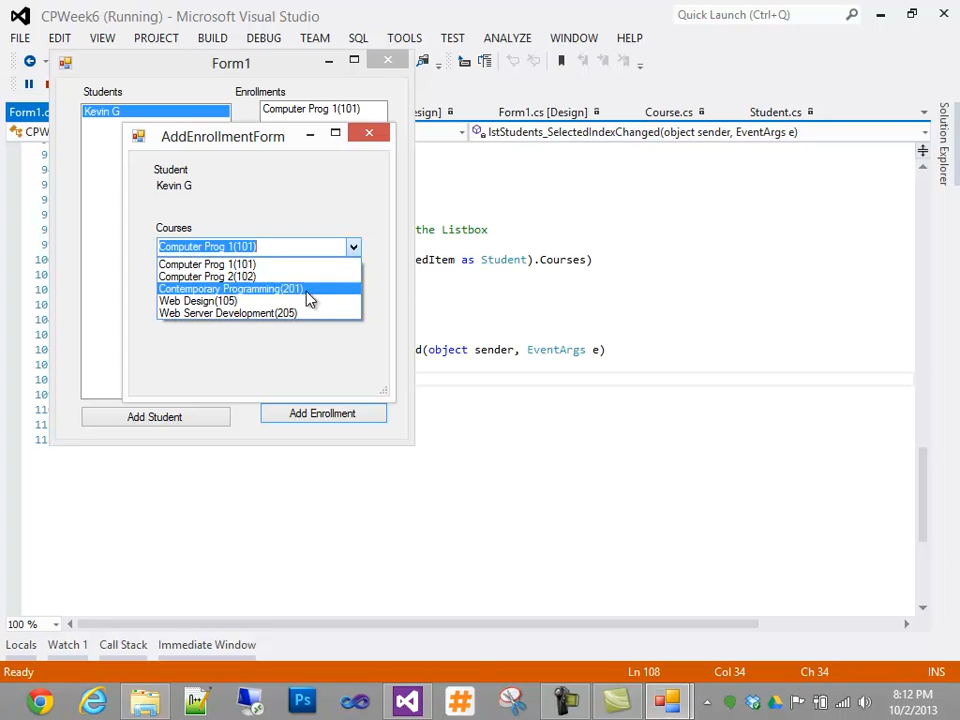 CPWeek6 (Running) - Microsoft Visual Studio
Quick Launch (Ctrl+Q)
FILE EDIT VIEW PROJECT BUILD DEBUG TEAM SQL TOOLS TEST ANALYZE WINDOW HELP
Form1
Students
Enrollments
Kevin G
Computer Prog 1(101)
Form1.c
esign]
Form1.cs [Design]
Course.cs
Student.cs
CPW
lstStudents_SelectedIndexChanged(object sender, EventArgs e)
Solution Explorer
AddEnrollmentForm
Student
Kevin G
Courses
Computer Prog 1(101)
Computer Prog 1(101)
Computer Prog 2(102)
Contemporary Programming(201)
Web Design(105)
Web Server Development(205)
the Listbox
edItem as Student).Courses)
d(object sender, EventArgs e)
Add Student
Add Enrollment
100 %
Locals Watch 1 Call Stack Immediate Window
Ready
Ln 108
Col 34
Ch 34
INS
Ps
8:12 PM
10/2/2013